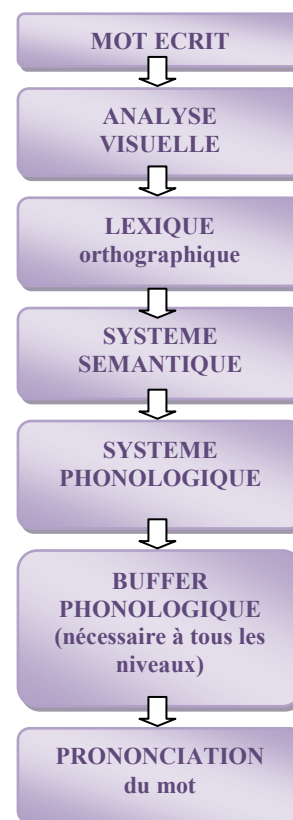 MOT ECRIT
ANALYSE
VISUELLE
LEXIQUE
orthographique
SYSTEME
SEMANTIQUE
SYSTEME
PHONOLOGIQUE
BUFFER
PHONOLOGIQUE
(nécessaire à tous les
niveaux)
PRONONCIATION
du mot